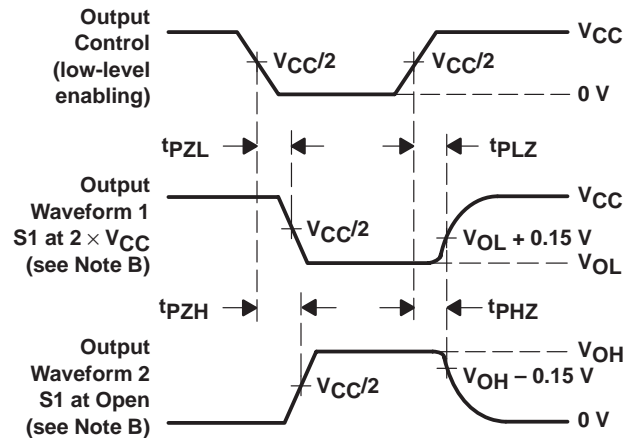 Output
Control
(low-level
enabling)
VCC
VCC/2
VCC/2
0 V
tPZL
tPLZ
Output
Waveform 1
S1 at 2 × VCC
(see Note B)
VCC
VCC/2
VOL + 0.15 V
VOL
tPZH
tPHZ
Output
Waveform 2
S1 at Open
(see Note B)
VOH
VCC/2
VOH – 0.15 V
0 V